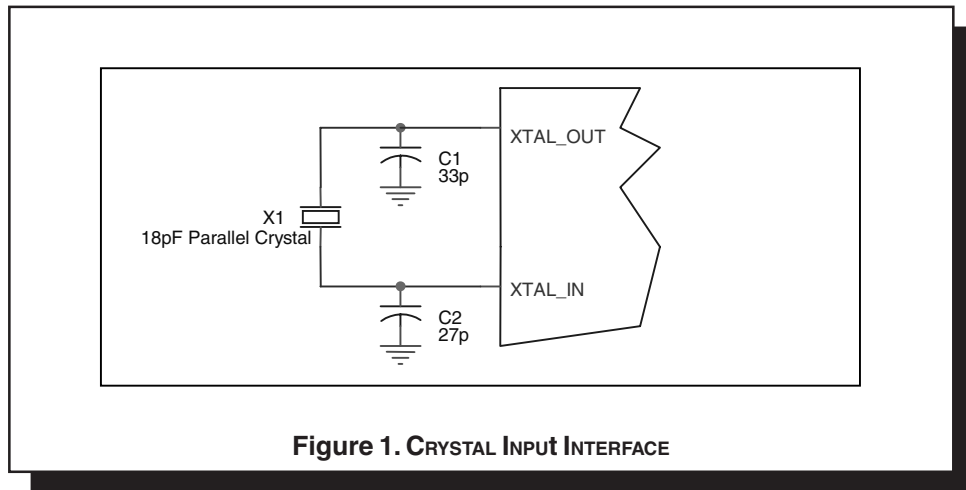 XTAL_OUT
C1
33p
X1
18pF Parallel Crystal
XTAL_IN
C2
27p
Figure 1. CRYSTAL INPUt INTERFACE